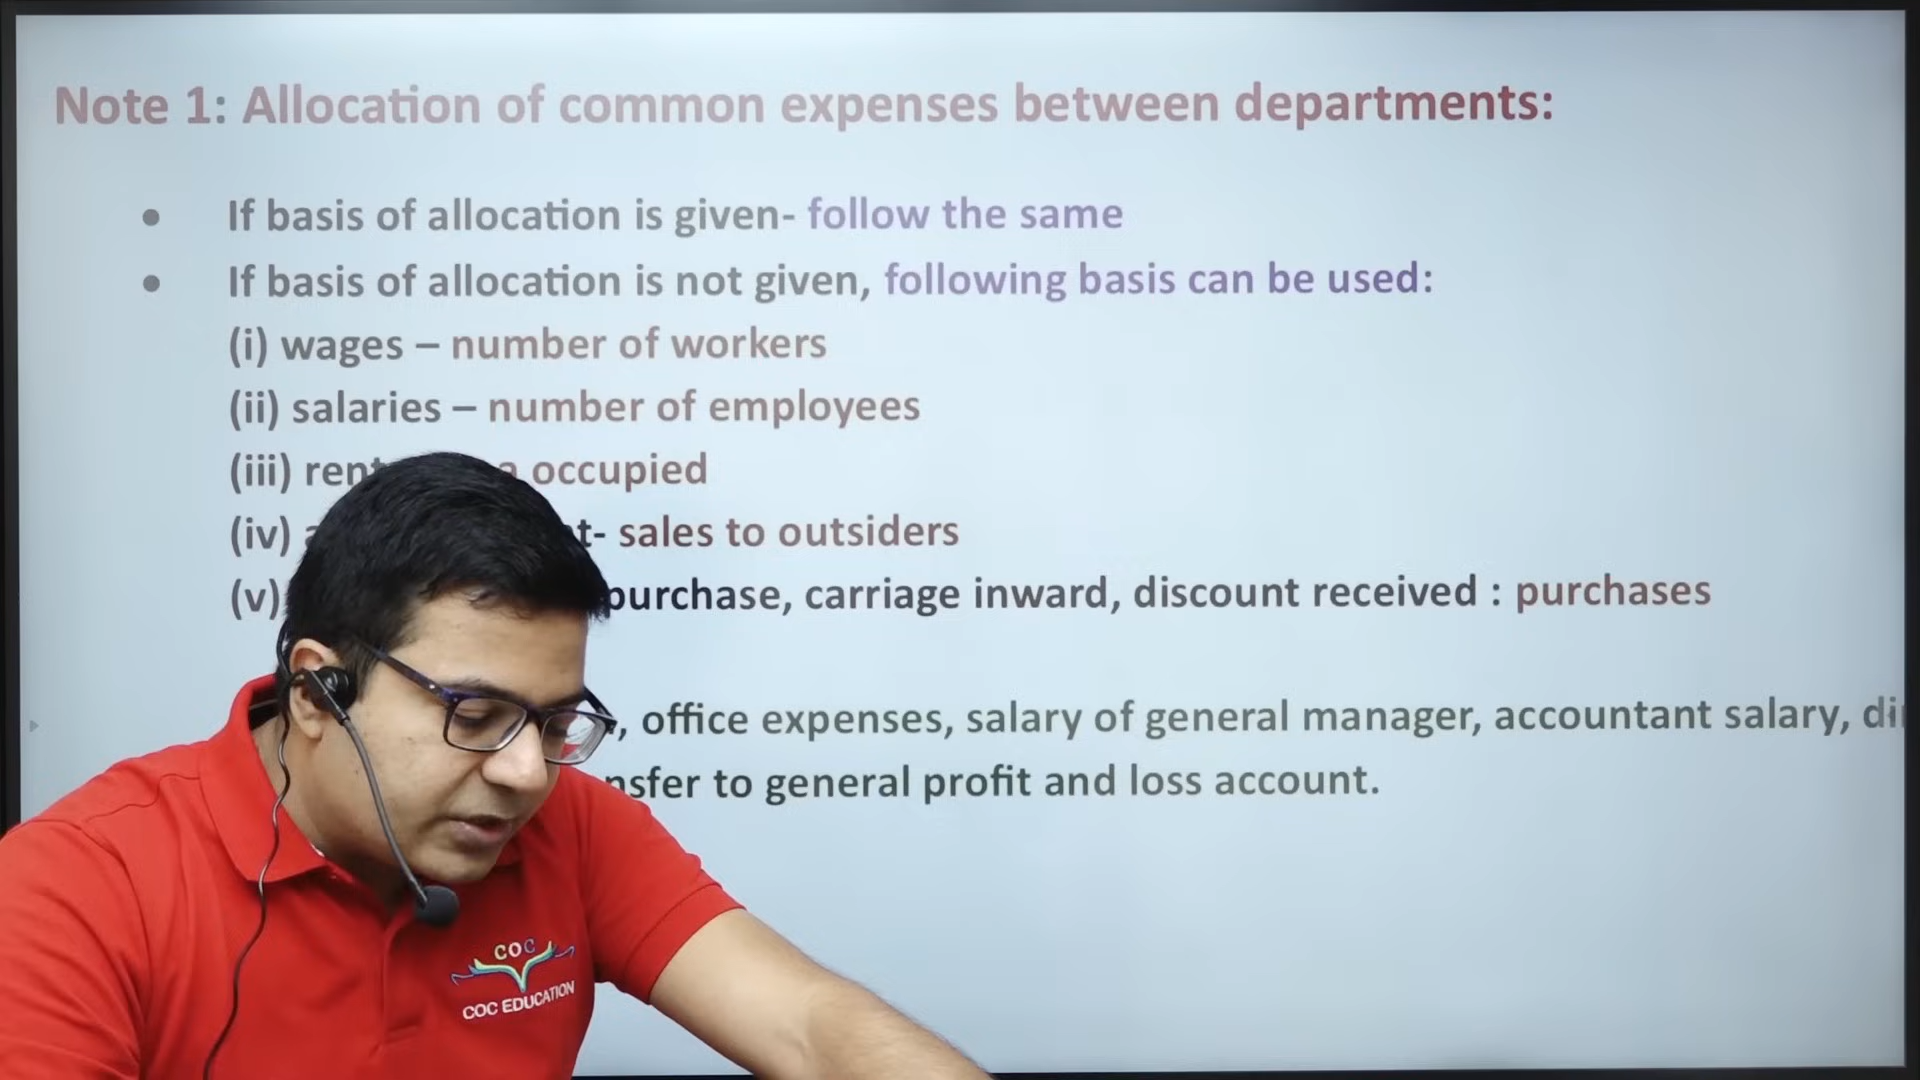 Note 1: Allocation of common expenses between departments:
• If basis of allocation is given- follow the same
• If basis of allocation is not given, following basis can be used:
(i) wages – number of workers
(ii) salaries – number of employees
(iii) occupied
(iv) sales to outsiders
(v) purchase, carriage inward, discount received : purchases
, office expenses, salary of general manager, accountant salary,
to general profit and loss account.
COC
COC EDUCATION